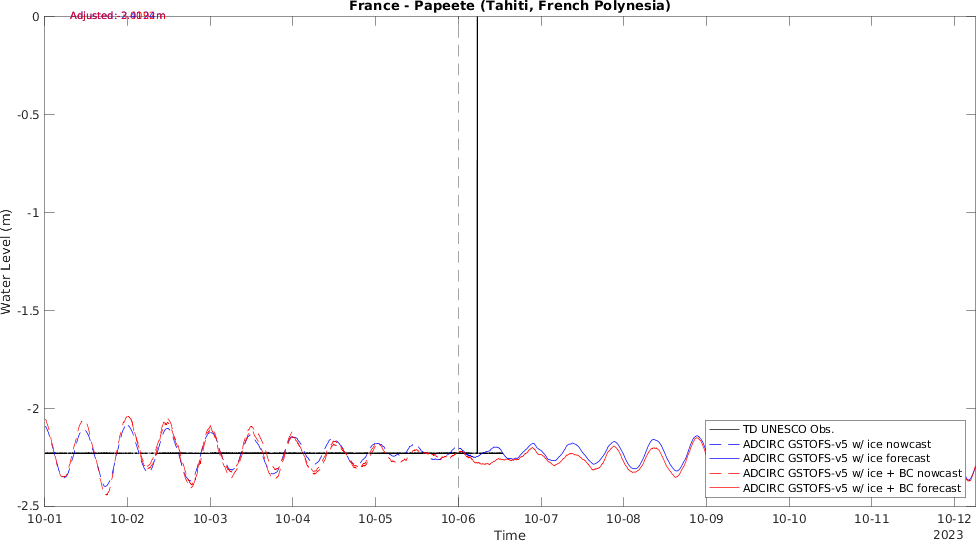 France - Papeete (Tahiti, French Polynesia)
Adjusted:
0
-0.5
-1
-1.5
-2
-2.5
Water Level (m)
TD UNESCO Obs.
ADCIRC GSTOFS-v5 w/ ice nowcast
ADCIRC GSTOFS-v5 w/ ice forecast
ADCIRC GSTOFS-v5 w/ ice + BC nowcast
ADCIRC GSTOFS-v5 w/ ice + BC forecast
10-01 10-02 10-03 10-04 10-05 10-06 10-07 10-08 10-09 10-10 10-11 10-12
Time
2023